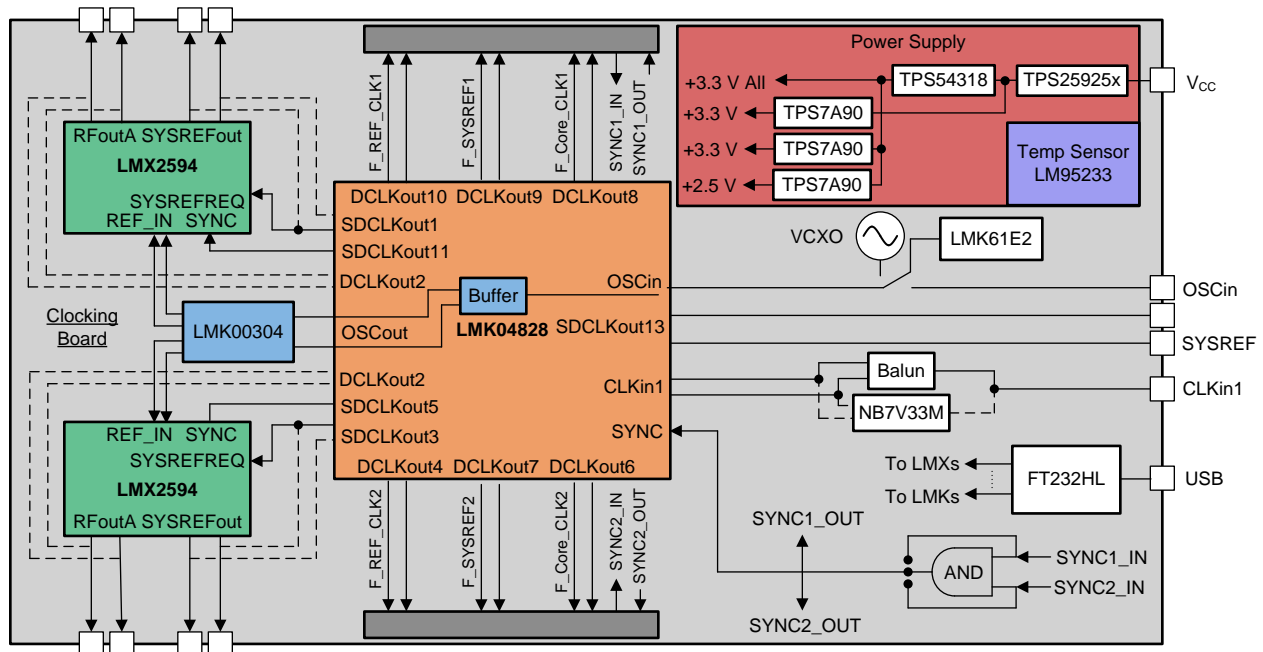 Power Supply
+3.3 V All
TPS54318
TPS25925x
VCC
+3.3 V
TPS7A90
+3.3 V
TPS7A90
+2.5 V
TPS7A90
Temp Sensor
LM95233
F_REF_CLK1
F_SYSREF1
F_Core_CLK1
SYNC1_IN
SYNC1_OUT
RFoutA SYSREFout
LMX2594
SYSREFREQ
REF_IN SYNC
DCLKout10 DCLKout9 DCLKout8
SDCLKout1
SDCLKout11
DCLKout2
OSCin
Buffer
LMK04828
SDCLKout13
OSCout
LMK00304
Clocking
Board
VCXO
LMK61E2
OSCin
SYSREF
DCLKout2
CLKin1
SDCLKout5
SYNC
SDCLKout3
DCLKout4 DCLKout7 DCLKout6
Balun
NB7V33M
CLKin1
REF_IN SYNC
SYSREFREQ
LMX2594
RFoutA SYSREFout
To LMXs
To LMKs
FT232HL
USB
F_REF_CLK2
F_SYSREF2
F_Core_CLK2
SYNC2_IN
SYNC2_OUT
SYNC1_OUT
SYNC2_OUT
AND
SYNC1_IN
SYNC2_IN